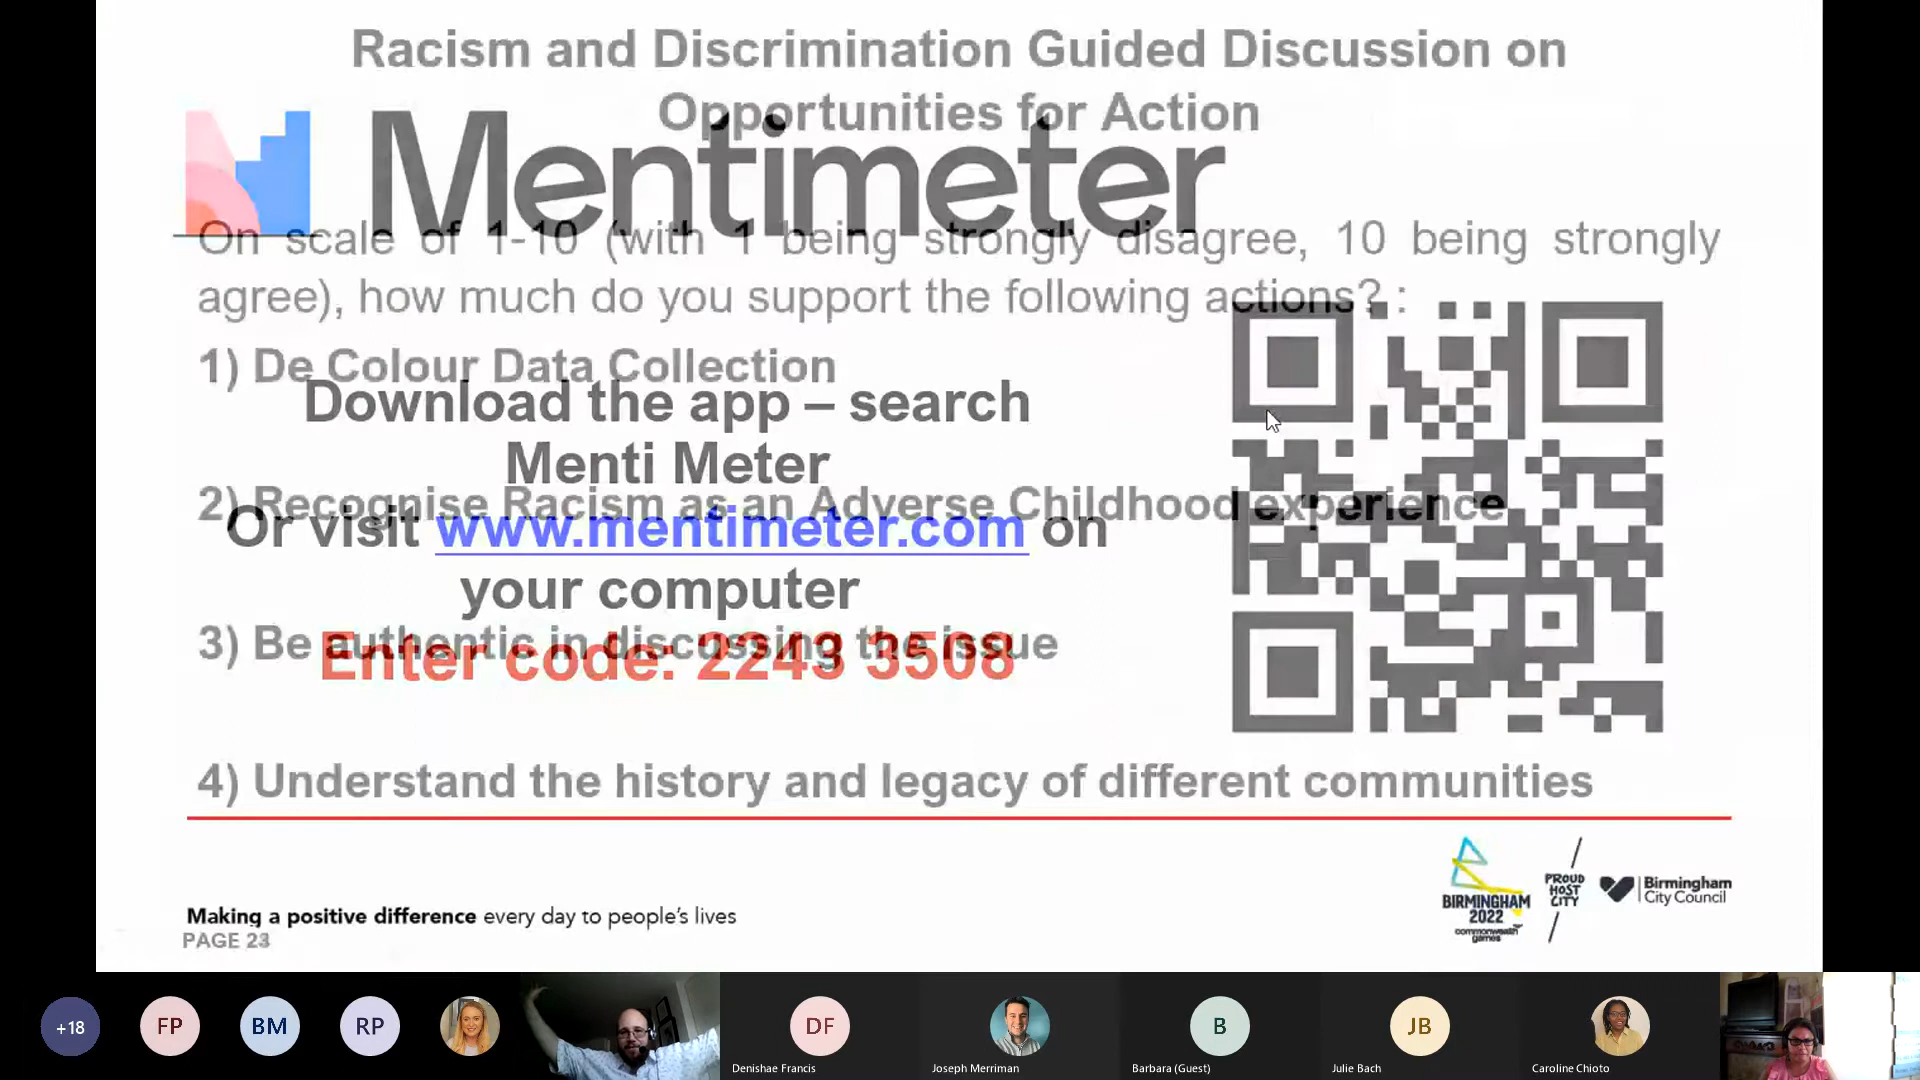 Racism and Discrimination Guided Discussion on
Opportunities for Action
Mentimeter
On scale of 1-10 (with 1 being strongly disagree, 10 being strongly
agree), how much do you support the following actions? :
1) De Colour Data Collection
Download the app – search
Menti Meter
2) Recognise Racism as an Adverse Childhood experience
Or visit www.mentimeter.com on
your computer
3) Be authentic in discussing the issue
Enter code: 2243 3508
4) Understand the history and legacy of different communities
BIRMINGHAM
2022
commonwealth
games
PROUD
HOST
CITY
Birmingham
City Council
Making a positive difference every day to people's lives
PAGE 23
+18
FP
BM
RP
DF
B
JB
Denishae Francis
Joseph Merriman
Barbara (Guest)
Julie Bach
Caroline Chioto